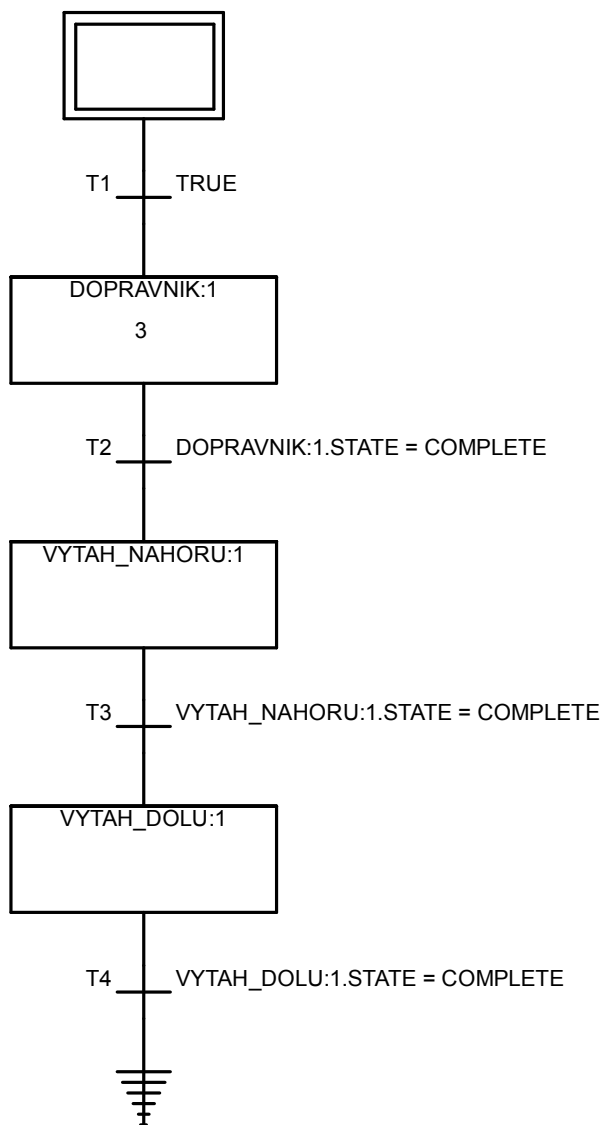 T1 TRUE
DOPRAVNIK:1
3
T2 DOPRAVNIK:1.STATE = COMPLETE
VYTAH_NAHORU:1
T3 VYTAH_NAHORU:1.STATE = COMPLETE
VYTAH_DOLU:1
T4 VYTAH_DOLU:1.STATE = COMPLETE